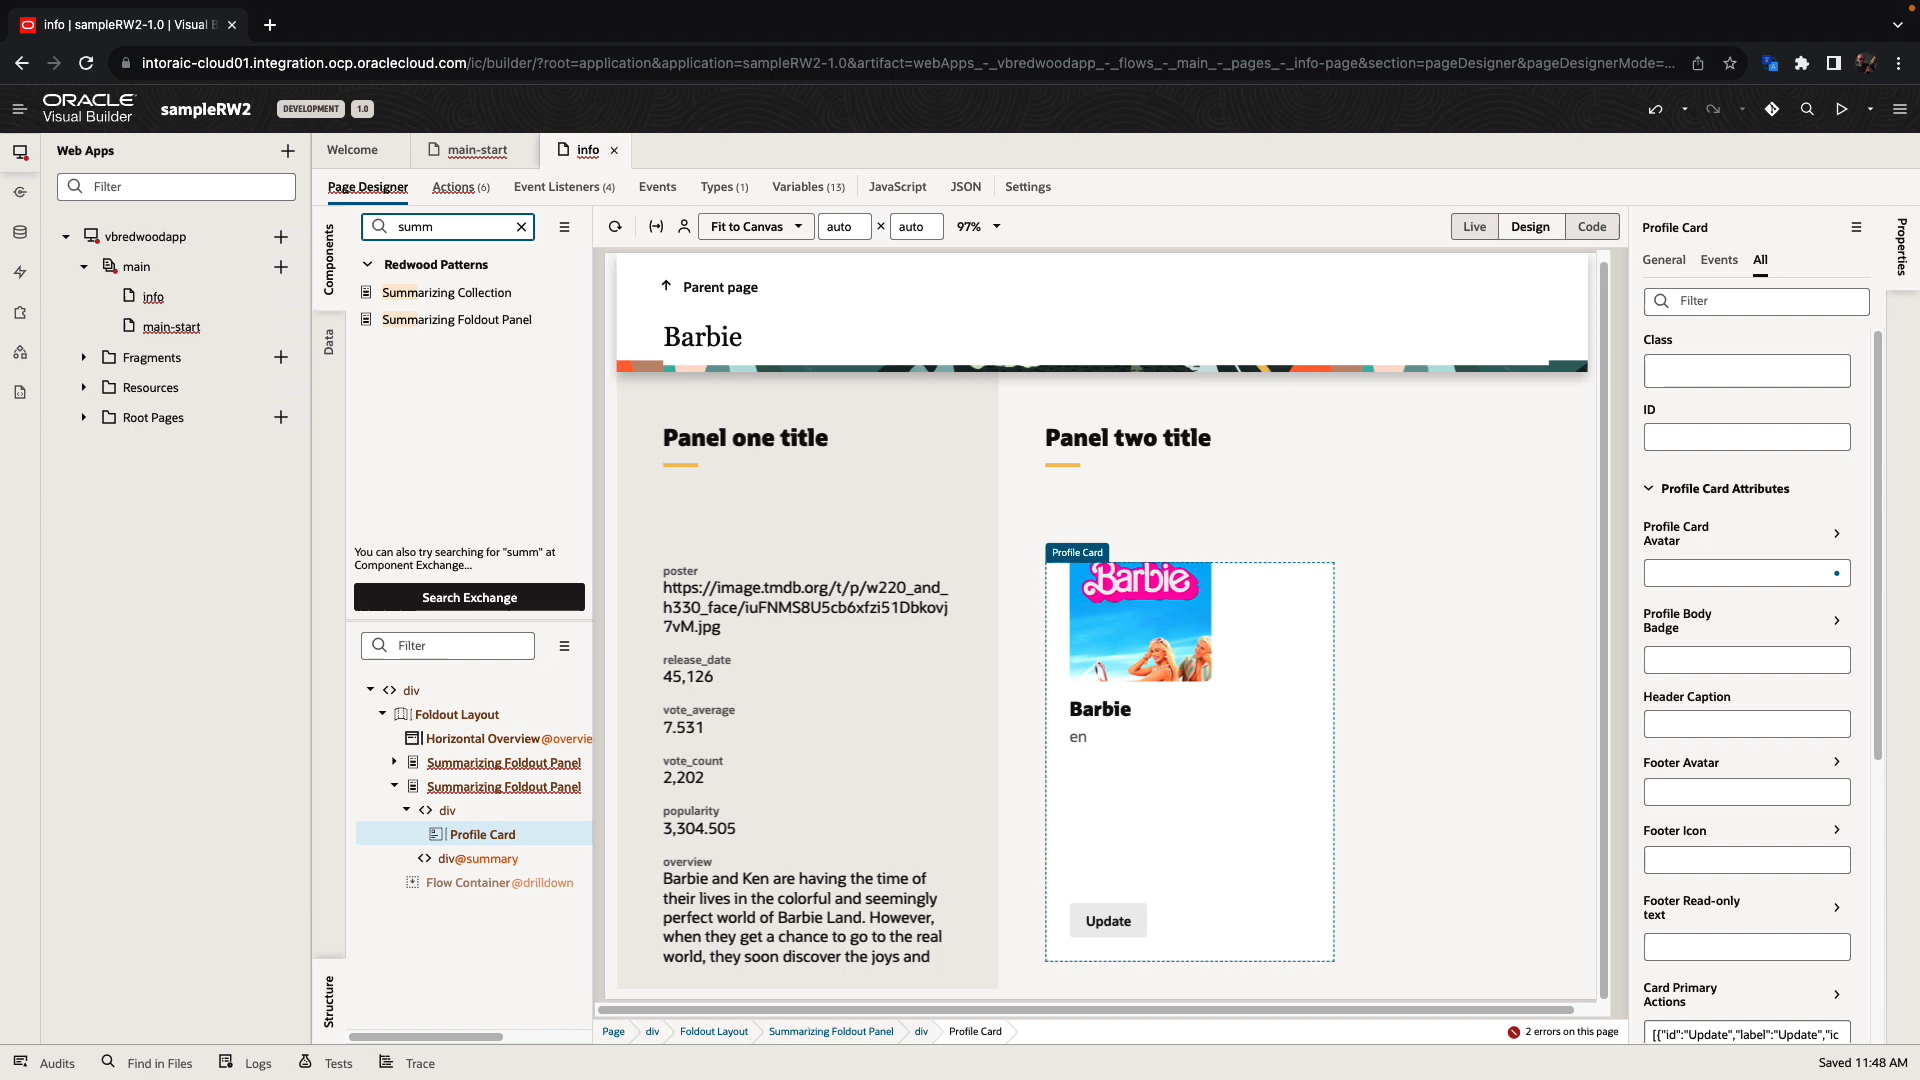 info | sampleRW2-1.0 | Visual B
intoraic-cloud01.integration.ocp.oraclecloud.com/ic/builder/?root=application&application=sampleRW2-1.0&artifact=webApps_-_vbredwoodapp_-_flows_-_main_-_pages_-_info-page&section=pageDesigner&pageDesignerMode=...
ORACLE
Visual Builder
sampleRW2
DEVELOPMENT
1.0
Web Apps
Filter
vbredwoodapp
main
info
main-start
Fragments
Resources
Root Pages
Welcome
main-start
info
Page Designer
Actions (6)
Event Listeners (4)
Events
Types (1)
Variables (13)
JavaScript
JSON
Settings
Components
Data
Structure
summ
Redwood Patterns
Summarizing Collection
Summarizing Foldout Panel
You can also try searching for "summ" at
Component Exchange...
Search Exchange
Filter
div
Foldout Layout
Horizontal Overview@overvie
Summarizing Foldout Panel
Summarizing Foldout Panel
div
Profile Card
div@summary
Flow Container@drilldown
Fit to Canvas
auto
×
auto
97%
Live
Design
Code
Parent page
Barbie
Panel one title
poster
https://image.tmdb.org/t/p/w220_and_
h330_face/iuFNMS8U5cb6xfzi51Dbkovj
7vM.jpg
release_date
45,126
vote_average
7.531
vote_count
2,202
popularity
3,304.505
overview
Barbie and Ken are having the time of
their lives in the colorful and seemingly
perfect world of Barbie Land. However,
when they get a chance to go to the real
world, they soon discover the joys and
Panel two title
Profile Card
Barbie
Barbie
en
Update
Page
div
Foldout Layout
Summarizing Foldout Panel
div
Profile Card
2 errors on this page
Profile Card
General
Events
All
Filter
Class
ID
Profile Card Attributes
Profile Card
Avatar
Profile Body
Badge
Header Caption
Footer Avatar
Footer Icon
Footer Read-only
text
Card Primary
Actions
[{"id":"Update","label":"Update","ic
Properties
Audits
Find in Files
Logs
Tests
Trace
Saved 11:48 AM